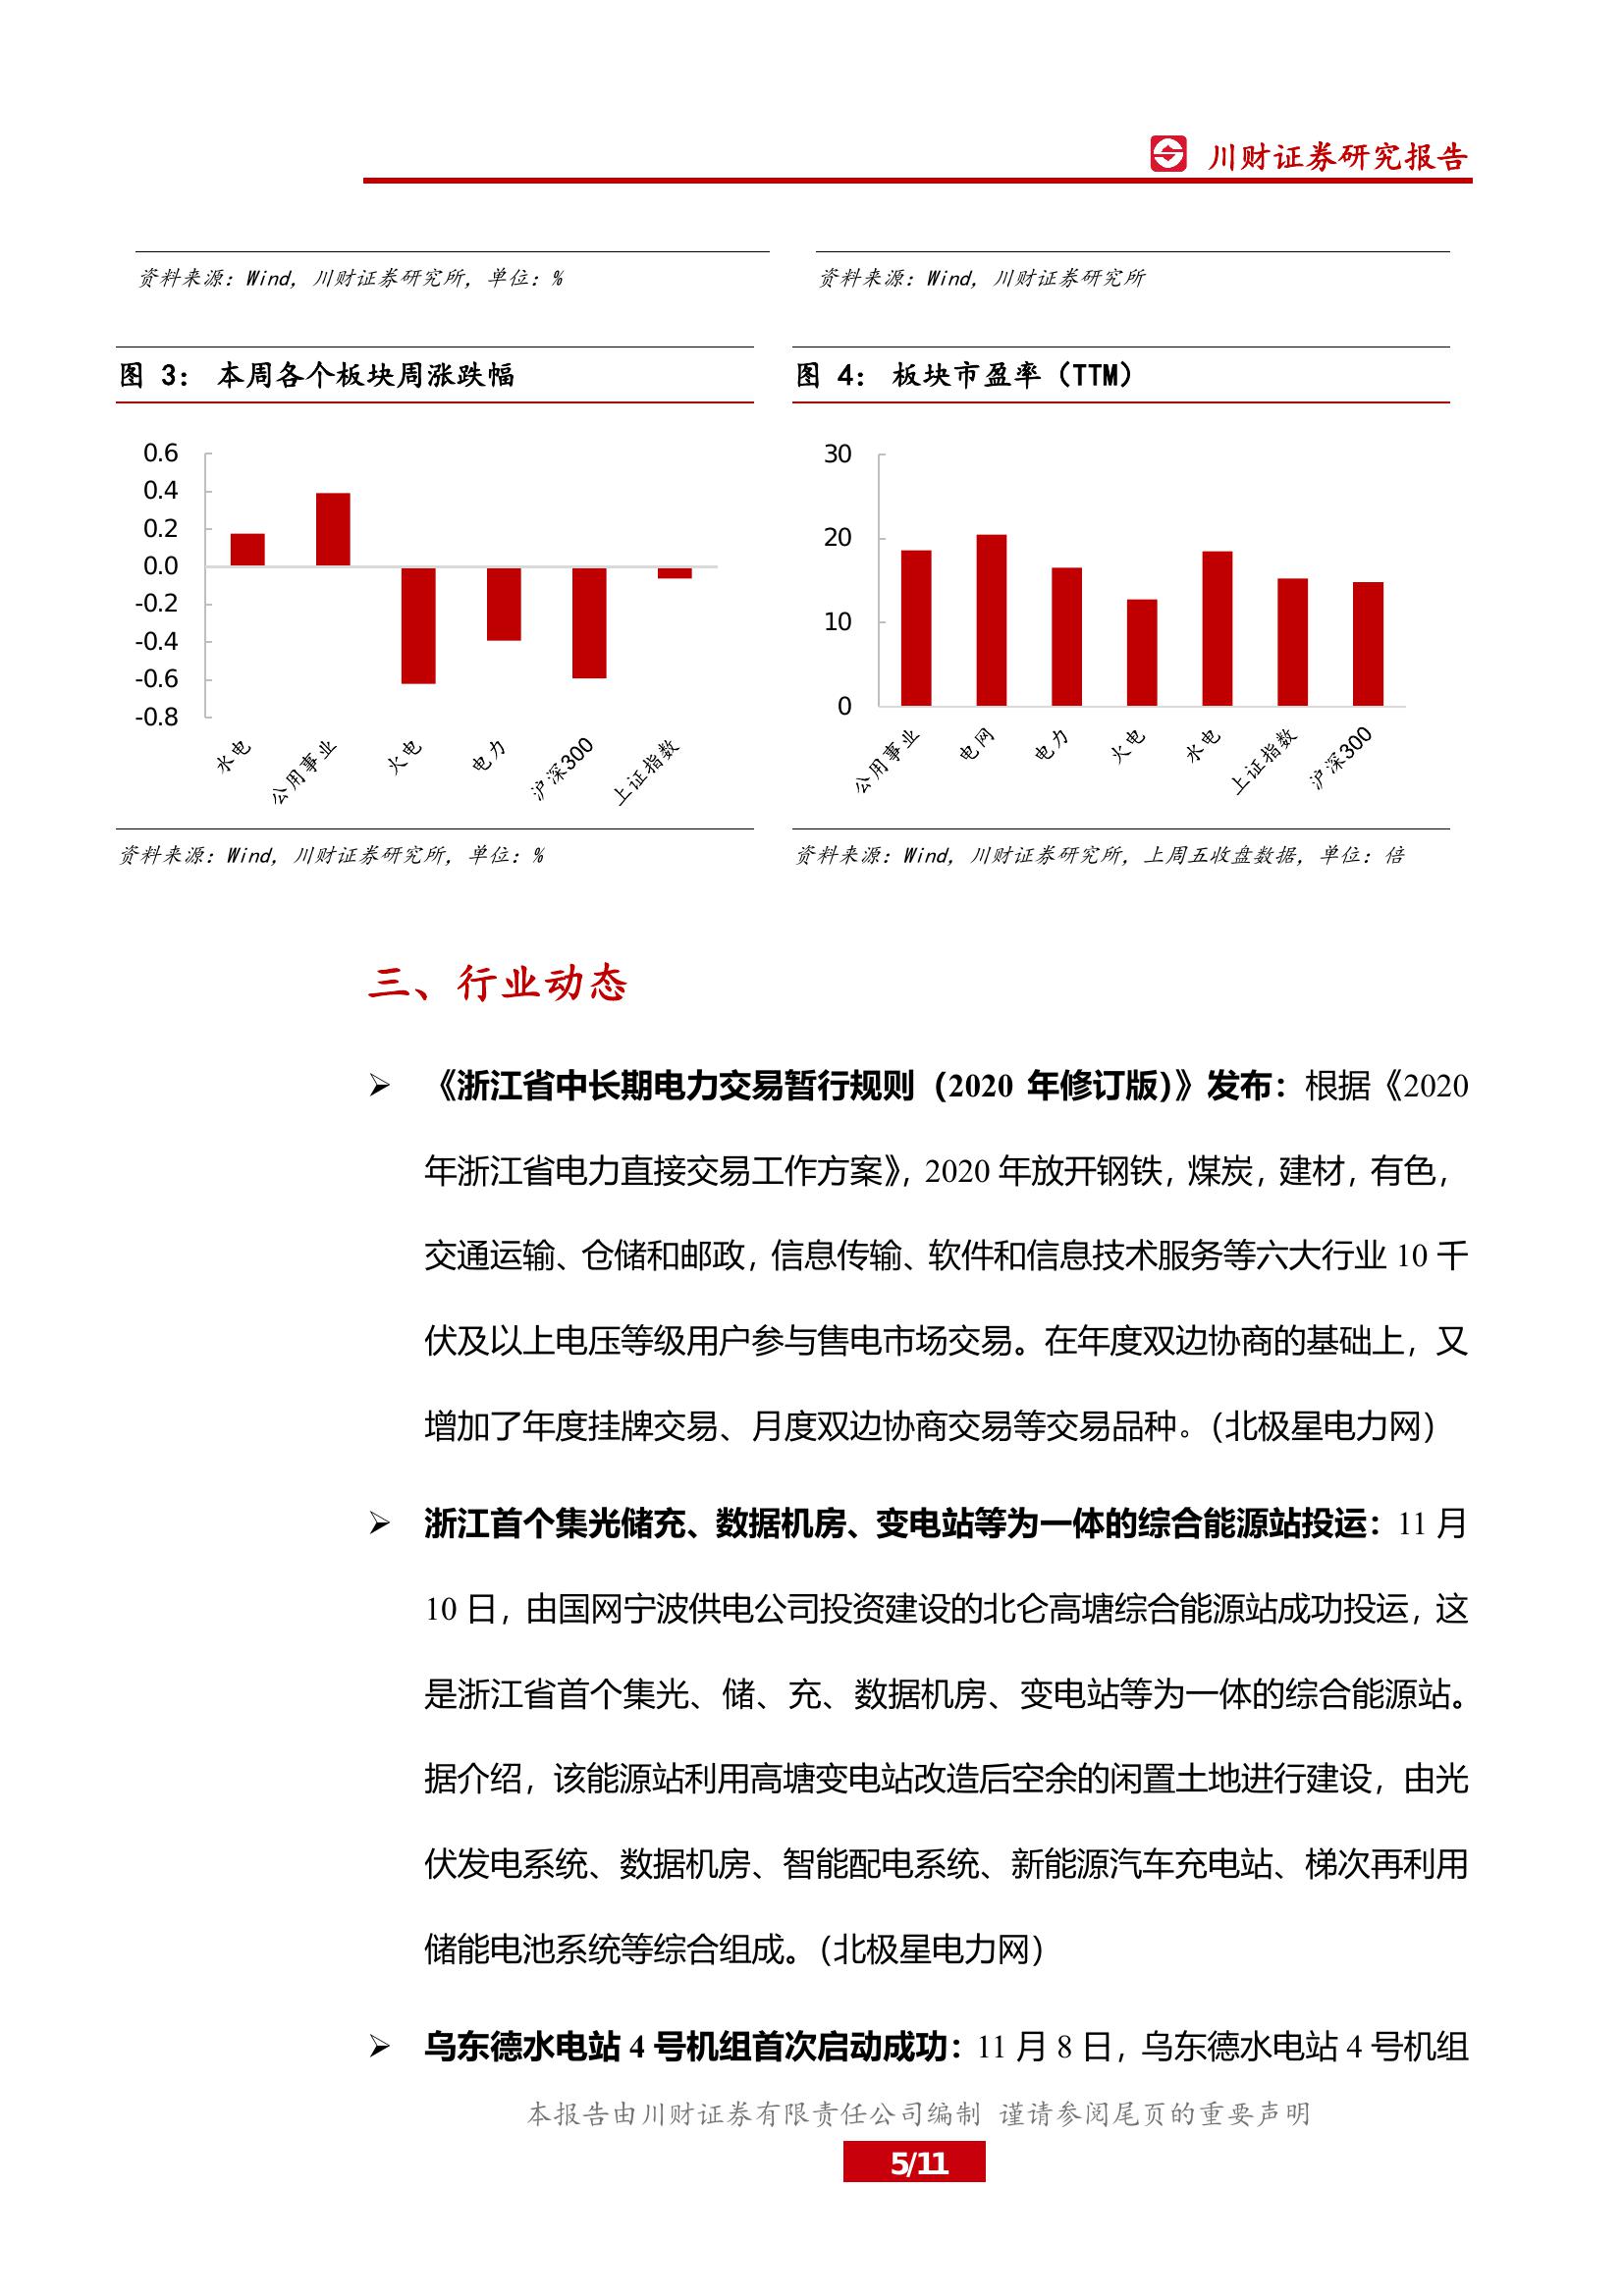 川财证券研究报告
资料来源：Wind，川财证券研究所，单位：%
资料来源：Wind，川财证券研究所
图 3： 本周各个板块周涨跌幅
0.6
0.4
0.2
0.0
-0.2
-0.4
-0.6
-0.8
水电
公用事业
火电
电力
沪深300
上证指数
资料来源：Wind，川财证券研究所，单位：%
图 4： 板块市盈率（TTM）
30
20
10
0
公用事业
电网
电力
火电
水电
上证指数
沪深300
资料来源：Wind，川财证券研究所，上周五收盘数据，单位：倍
三、行业动态
《浙江省中长期电力交易暂行规则（2020 年修订版）》发布：根据《2020
年浙江省电力直接交易工作方案》，2020 年放开钢铁，煤炭，建材，有色，
交通运输、仓储和邮政，信息传输、软件和信息技术服务等六大行业 10 千
伏及以上电压等级用户参与售电市场交易。在年度双边协商的基础上，又
增加了年度挂牌交易、月度双边协商交易等交易品种。（北极星电力网）
浙江首个集光储充、数据机房、变电站等为一体的综合能源站投运：11 月
10 日，由国网宁波供电公司投资建设的北仑高塘综合能源站成功投运，这
是浙江省首个集光、储、充、数据机房、变电站等为一体的综合能源站。
据介绍，该能源站利用高塘变电站改造后空余的闲置土地进行建设，由光
伏发电系统、数据机房、智能配电系统、新能源汽车充电站、梯次再利用
储能电池系统等综合组成。（北极星电力网）
乌东德水电站 4 号机组首次启动成功：11 月 8 日，乌东德水电站 4 号机组
本报告由川财证券有限责任公司编制 谨请参阅尾页的重要声明
5/11